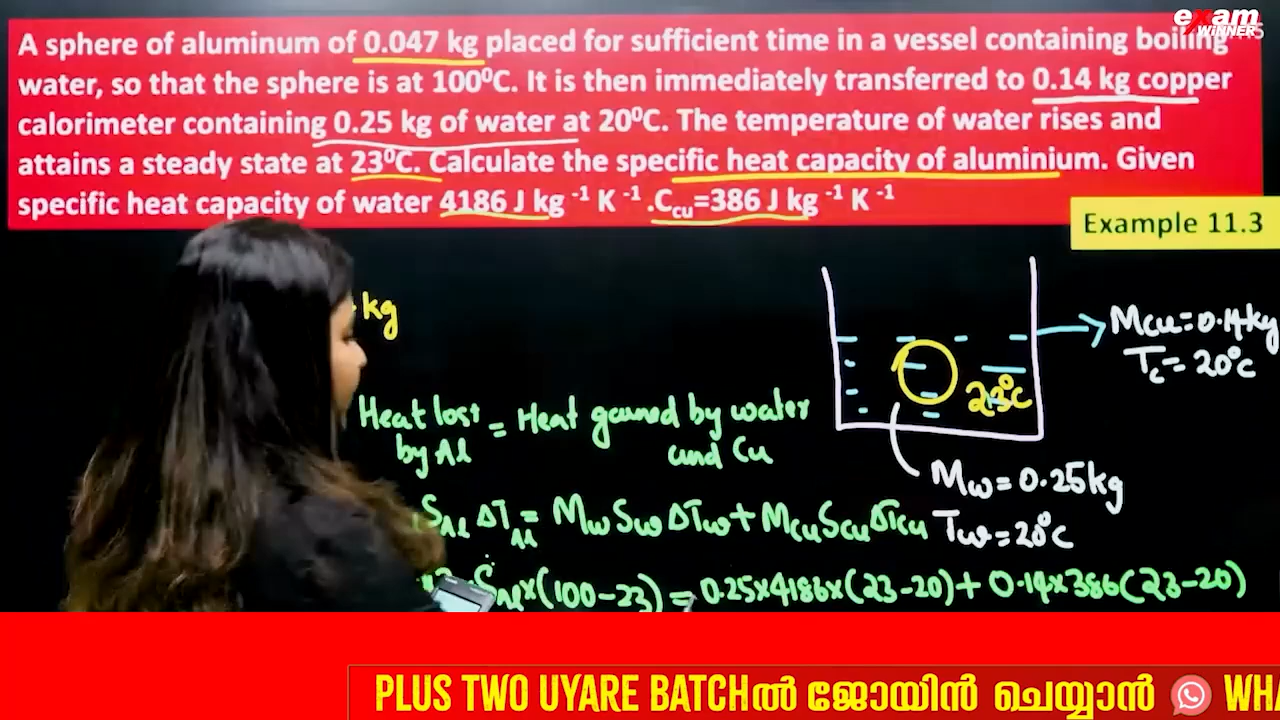 exam
WiNNER
A sphere of aluminum of 0.047 kg placed for sufficient time in a vessel containing boiling
water, so that the sphere is at 100⁰C. It is then immediately transferred to 0.14 kg copper
calorimeter containing 0.25 kg of water at 20⁰C. The temperature of water rises and
attains a steady state at 23⁰C. Calculate the specific heat capacity of aluminium. Given
specific heat capacity of water 4186 J kg ⁻¹ K ⁻¹ .Ccu=386 J kg ⁻¹ K ⁻¹
Example 11.3
kg
Mcu=0.14kg
Tc=20°c
23°c
Heat lost = Heat gained by water
by Al and Cu
Mw=0.25kg
SAl ΔTAl = MwSwΔTw+McuScuΔTcu
Tw=20°c
SAl×(100-23) = 0.25×4186×(23-20)+ 0.14×386(23-20)
PLUS TWO UYARE BATCHൽ ജോയിൻ ചെയ്യാൻ WHA